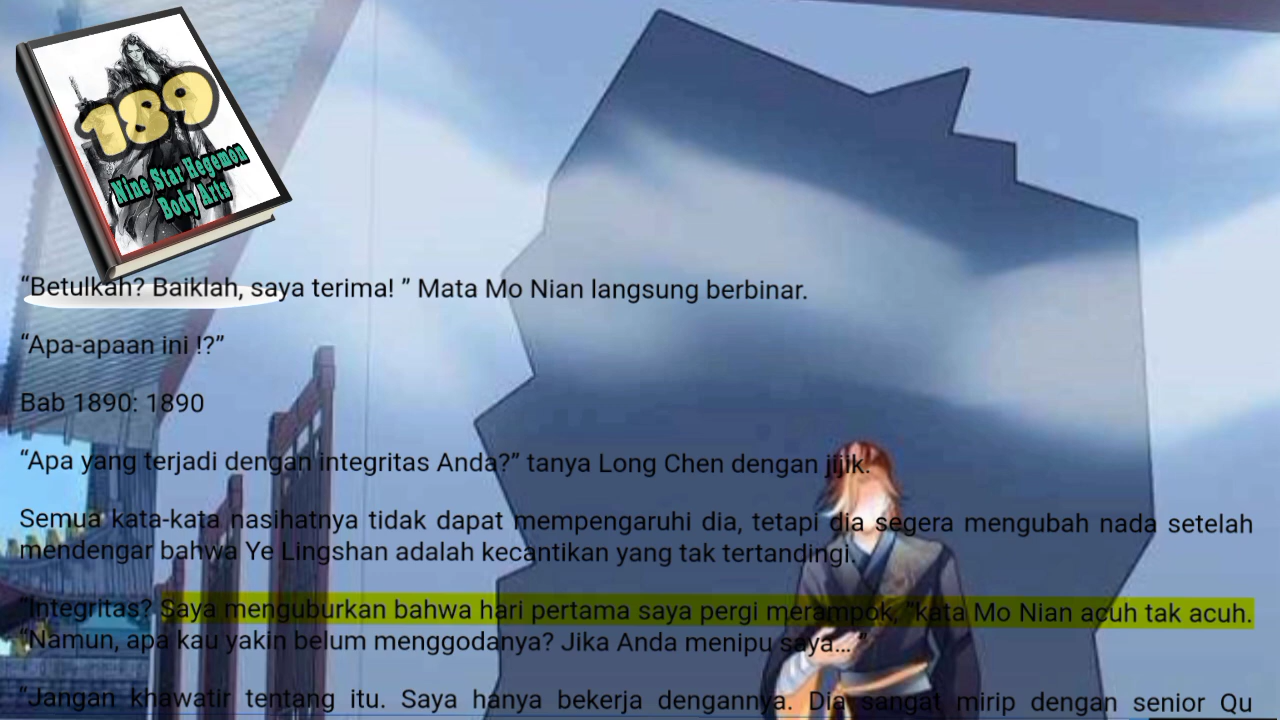 189
Nine Star Hegemon
Body Arts
“Betulkah? Baiklah, saya terima! ” Mata Mo Nian langsung berbinar.
“Apa-apaan ini !?”
Bab 1890: 1890
“Apa yang terjadi dengan integritas Anda?” tanya Long Chen dengan jijik.
Semua kata-kata nasihatnya tidak dapat mempengaruhi dia, tetapi dia segera mengubah nada setelah
mendengar bahwa Ye Lingshan adalah kecantikan yang tak tertandingi.
“Integritas? Saya menguburkan bahwa hari pertama saya pergi merampok, ”kata Mo Nian acuh tak acuh.
“Namun, apa kau yakin belum menggodanya? Jika Anda menipu saya… ”
“Jangan khawatir tentang itu. Saya hanya bekerja dengannya. Dia sangat mirip dengan senior Qu